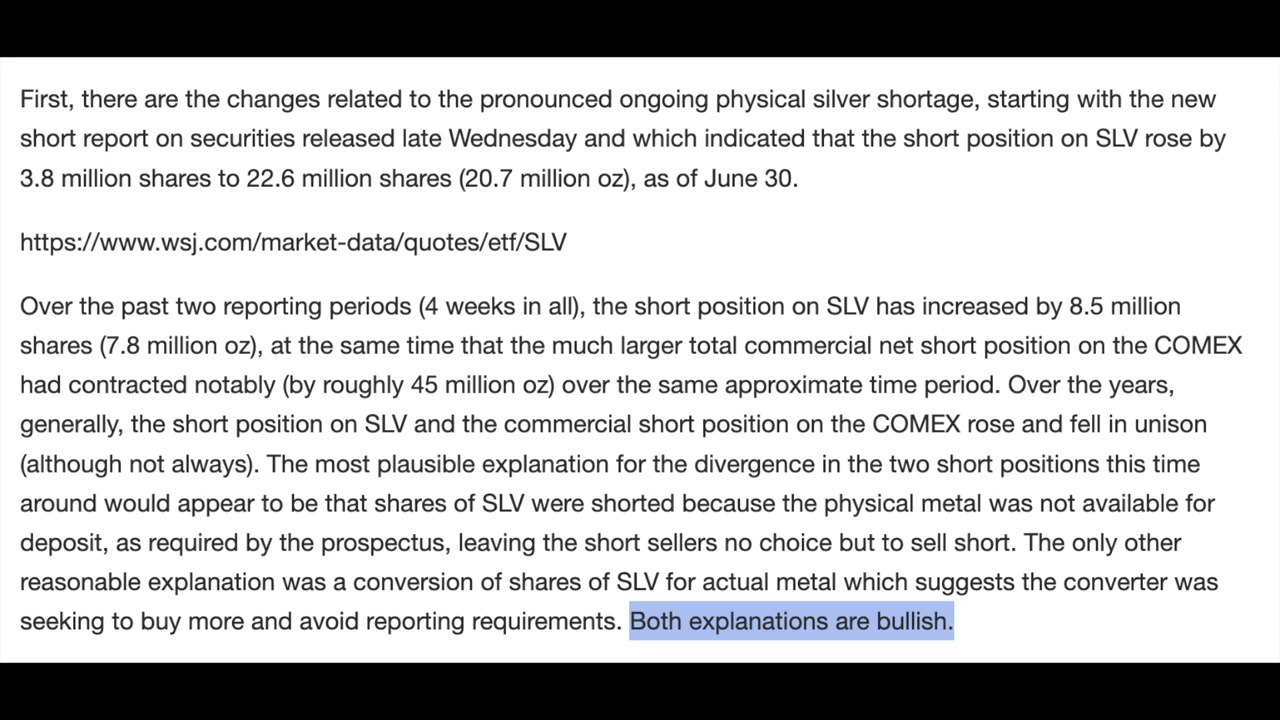 First, there are the changes related to the pronounced ongoing physical silver shortage, starting with the new
short report on securities released late Wednesday and which indicated that the short position on SLV rose by
3.8 million shares to 22.6 million shares (20.7 million oz), as of June 30.
https://www.wsj.com/market-data/quotes/etf/SLV
Over the past two reporting periods (4 weeks in all), the short position on SLV has increased by 8.5 million
shares (7.8 million oz), at the same time that the much larger total commercial net short position on the COMEX
had contracted notably (by roughly 45 million oz) over the same approximate time period. Over the years,
generally, the short position on SLV and the commercial short position on the COMEX rose and fell in unison
(although not always). The most plausible explanation for the divergence in the two short positions this time
around would appear to be that shares of SLV were shorted because the physical metal was not available for
deposit, as required by the prospectus, leaving the short sellers no choice but to sell short. The only other
reasonable explanation was a conversion of shares of SLV for actual metal which suggests the converter was
seeking to buy more and avoid reporting requirements. Both explanations are bullish.